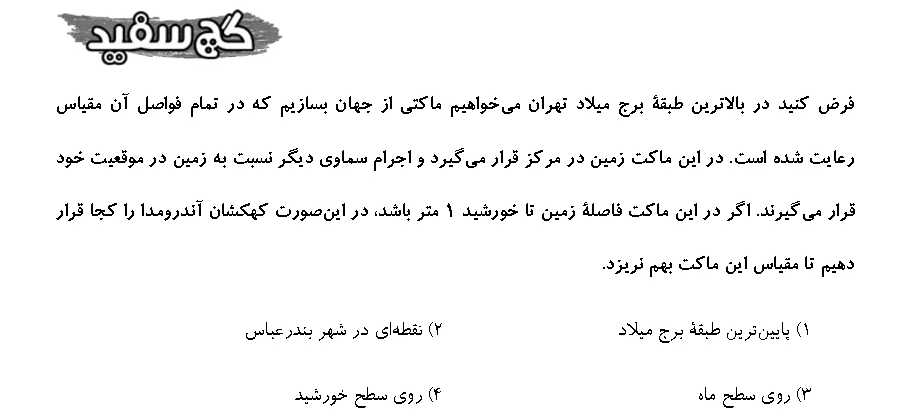 گچ سفید
فرض کنید در بالاترین طبقهٔ برج میلاد تهران می‌خواهیم ماکتی از جهان بسازیم که در تمام فواصل آن مقیاس
رعایت شده است. در این ماکت زمین در مرکز قرار می‌گیرد و اجرام سماوی دیگر نسبت به زمین در موقعیت خود
قرار می‌گیرند. اگر در این ماکت فاصلهٔ زمین تا خورشید ۱ متر باشد، در این‌صورت کهکشان آندرومدا را کجا قرار
دهیم تا مقیاس این ماکت بهم نریزد.
۱) پایین‌ترین طبقهٔ برج میلاد ۲) نقطه‌ای در شهر بندرعباس
۳) روی سطح ماه ۴) روی سطح خورشید